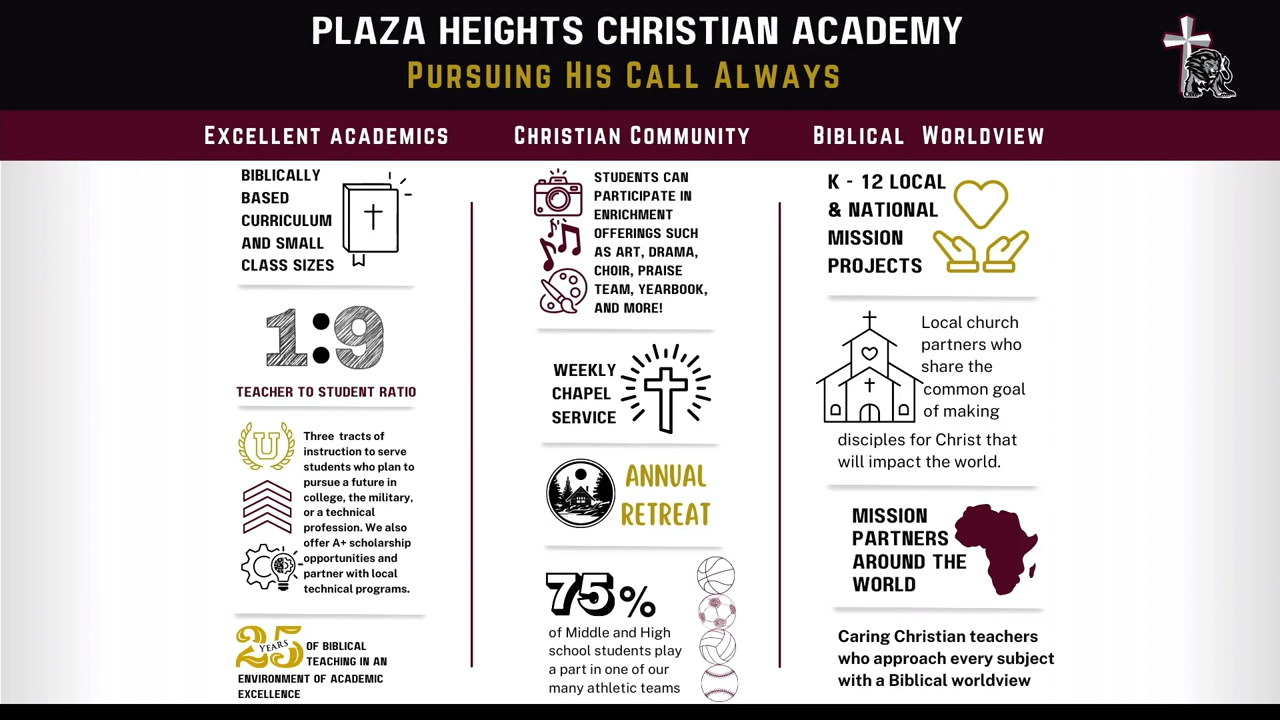 PLAZA HEIGHTS CHRISTIAN ACADEMY
PURSUING HIS CALL ALWAYS
EXCELLENT ACADEMICS
BIBLICALLY
BASED
CURRICULUM
AND SMALL
CLASS SIZES
1:9
TEACHER TO STUDENT RATIO
U
Three tracts of
instruction to serve
students who plan to
pursue a future in
college, the military,
or a technical
profession. We also
offer A+ scholarship
opportunities and
partner with local
technical programs.
25 YEARS OF BIBLICAL
TEACHING IN AN
ENVIRONMENT OF ACADEMIC
EXCELLENCE
CHRISTIAN COMMUNITY
STUDENTS CAN
PARTICIPATE IN
ENRICHMENT
OFFERINGS SUCH
AS ART, DRAMA,
CHOIR, PRAISE
TEAM, YEARBOOK,
AND MORE!
WEEKLY
CHAPEL
SERVICE
ANNUAL
RETREAT
75%
of Middle and High
school students play
a part in one of our
many athletic teams
BIBLICAL WORLDVIEW
K - 12 LOCAL
& NATIONAL
MISSION
PROJECTS
Local church
partners who
share the
common goal
of making
disciples for Christ that
will impact the world.
MISSION
PARTNERS
AROUND THE
WORLD
Caring Christian teachers
who approach every subject
with a Biblical worldview